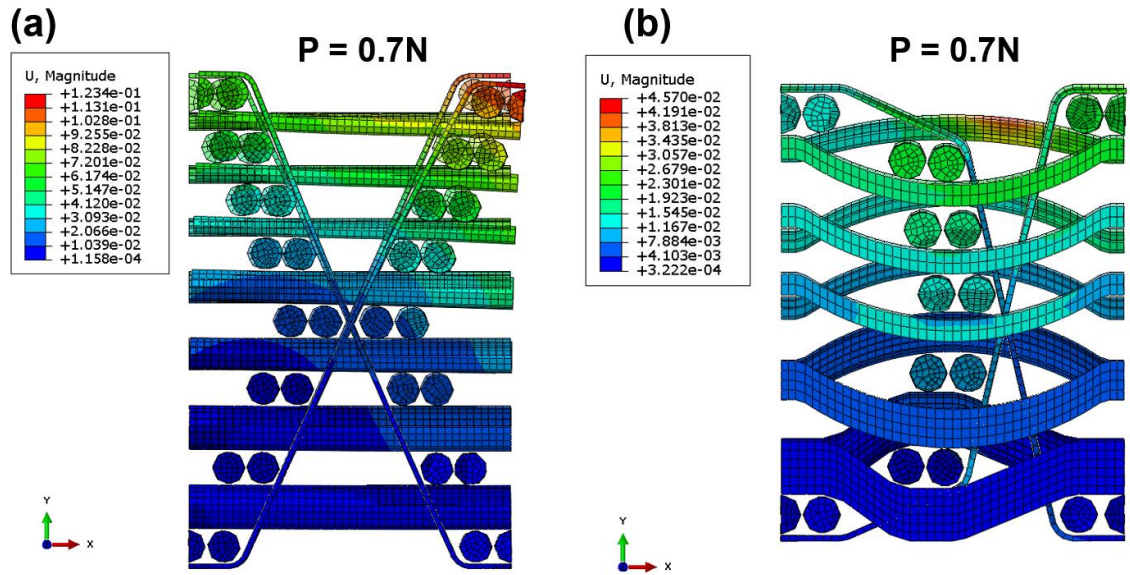 (a)
P = 0.7N
U, Magnitude
+1.234e-01
+1.131e-01
+1.028e-01
+9.255e-02
+8.228e-02
+7.201e-02
+6.174e-02
+5.147e-02
+4.120e-02
+3.093e-02
+2.066e-02
+1.039e-02
+1.158e-04
Y
X
(b)
P = 0.7N
U, Magnitude
+4.570e-02
+4.191e-02
+3.813e-02
+3.435e-02
+3.057e-02
+2.679e-02
+2.301e-02
+1.923e-02
+1.545e-02
+1.167e-02
+7.884e-03
+4.103e-03
+3.222e-04
Y
X